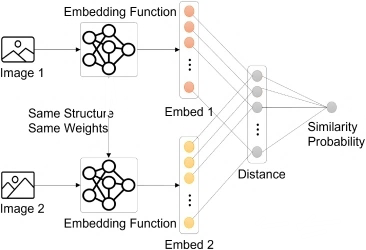 Embedding Function
Image 1
Embed 1
Same Structure
Same Weights
Distance
Similarity
Probability
Image 2
Embedding Function
Embed 2